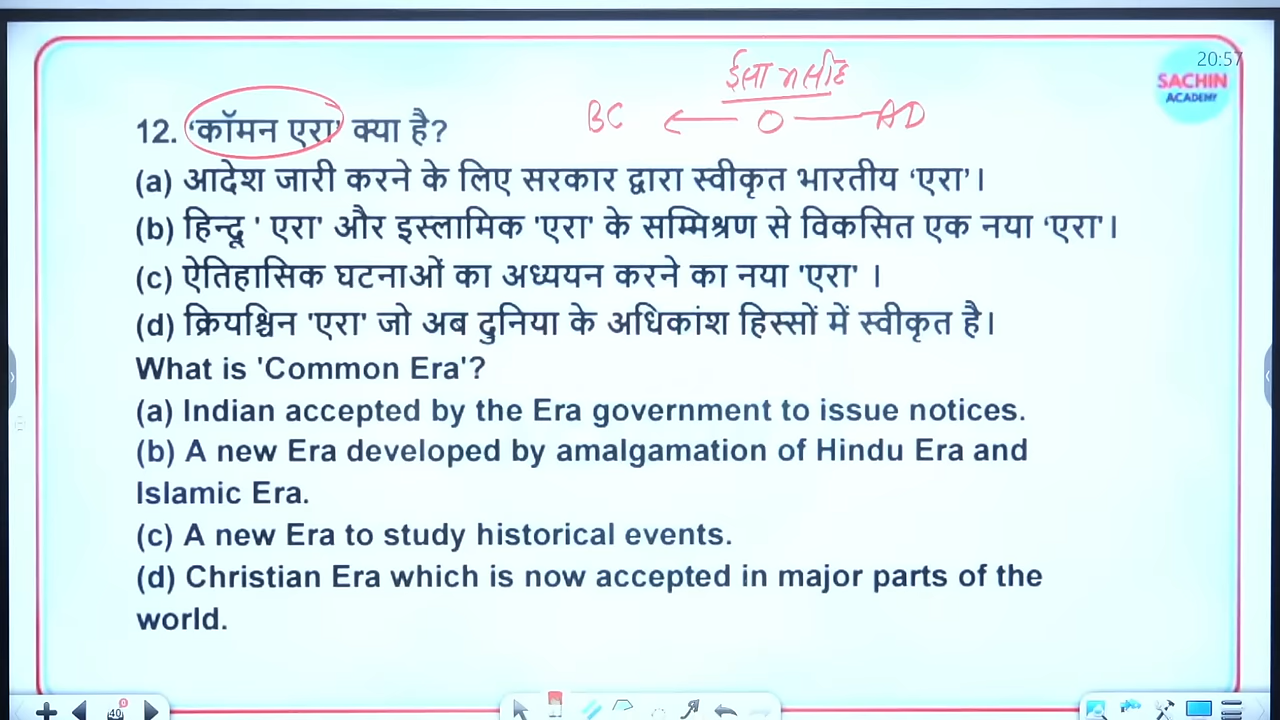 20:57
SACHIN
ACADEMY
ईसा मसीह
BC ← O — AD
12. 'कॉमन एरा' क्या है?
(a) आदेश जारी करने के लिए सरकार द्वारा स्वीकृत भारतीय 'एरा'।
(b) हिन्दू ' एरा' और इस्लामिक 'एरा' के सम्मिश्रण से विकसित एक नया 'एरा'।
(c) ऐतिहासिक घटनाओं का अध्ययन करने का नया 'एरा' ।
(d) क्रियश्चिन 'एरा' जो अब दुनिया के अधिकांश हिस्सों में स्वीकृत है।
What is 'Common Era'?
(a) Indian accepted by the Era government to issue notices.
(b) A new Era developed by amalgamation of Hindu Era and
Islamic Era.
(c) A new Era to study historical events.
(d) Christian Era which is now accepted in major parts of the
world.
40